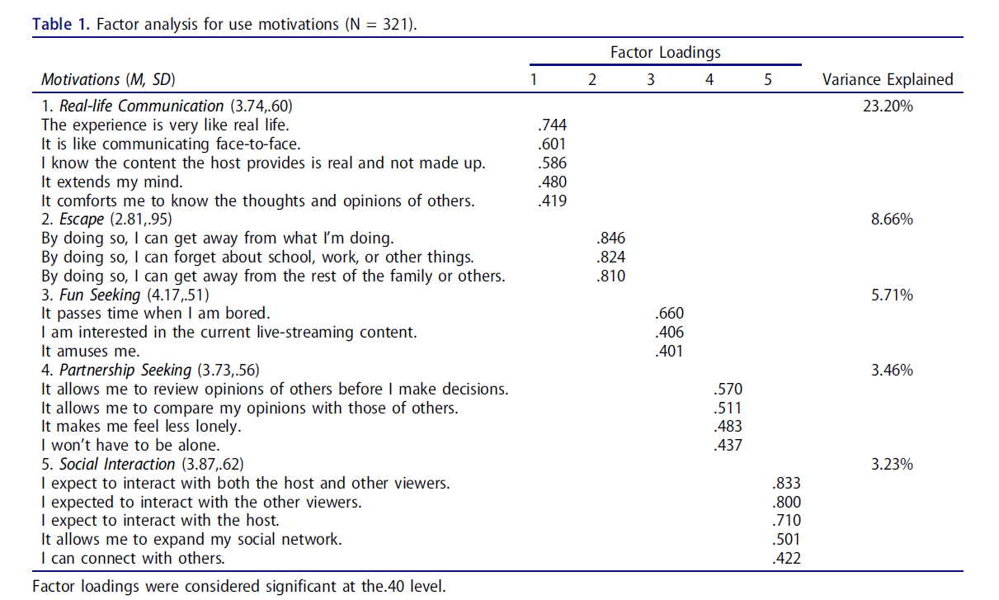 Table 1. Factor analysis for use motivations (N = 321).
Factor Loadings
Motivations (M, SD) 1 2 3 4 5 Variance Explained
1. Real-life Communication (3.74,.60) 23.20%
The experience is very like real life. .744
It is like communicating face-to-face. .601
I know the content the host provides is real and not made up. .586
It extends my mind. .480
It comforts me to know the thoughts and opinions of others. .419
2. Escape (2.81,.95) 8.66%
By doing so, I can get away from what I'm doing. .846
By doing so, I can forget about school, work, or other things. .824
By doing so, I can get away from the rest of the family or others. .810
3. Fun Seeking (4.17,.51) 5.71%
It passes time when I am bored. .660
I am interested in the current live-streaming content. .406
It amuses me. .401
4. Partnership Seeking (3.73,.56) 3.46%
It allows me to review opinions of others before I make decisions. .570
It allows me to compare my opinions with those of others. .511
It makes me feel less lonely. .483
I won't have to be alone. .437
5. Social Interaction (3.87,.62) 3.23%
I expect to interact with both the host and other viewers. .833
I expected to interact with the other viewers. .800
I expect to interact with the host. .710
It allows me to expand my social network. .501
I can connect with others. .422
Factor loadings were considered significant at the.40 level.